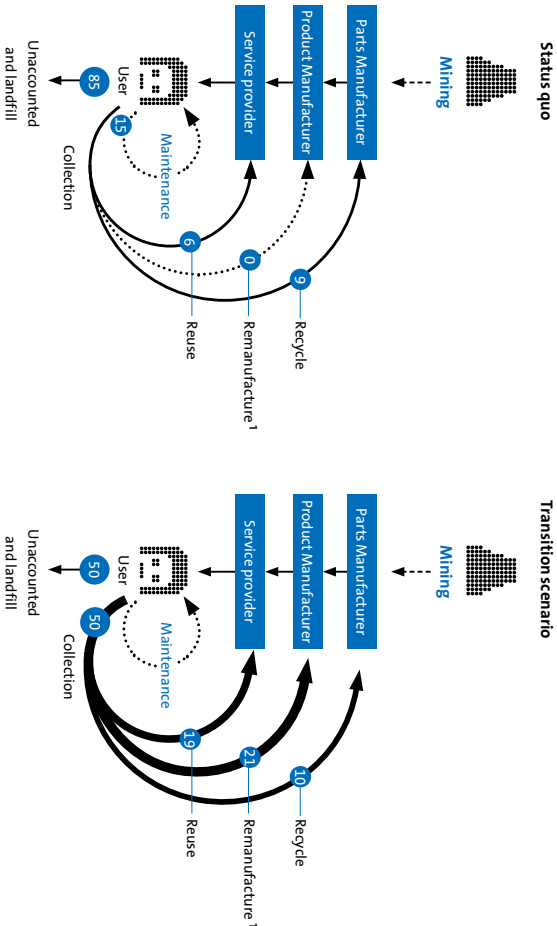 Status quo
Mining
Parts Manufacturer
Product Manufacturer
Service provider
User
Maintenance
85
15
Unaccounted
and landfill
Collection
6
0
9
Reuse
Remanufacture1
Recycle
Transition scenario
Mining
Parts Manufacturer
Product Manufacturer
Service provider
User
Maintenance
50
50
Unaccounted
and landfill
Collection
19
21
10
Reuse
Remanufacture 1
Recycle